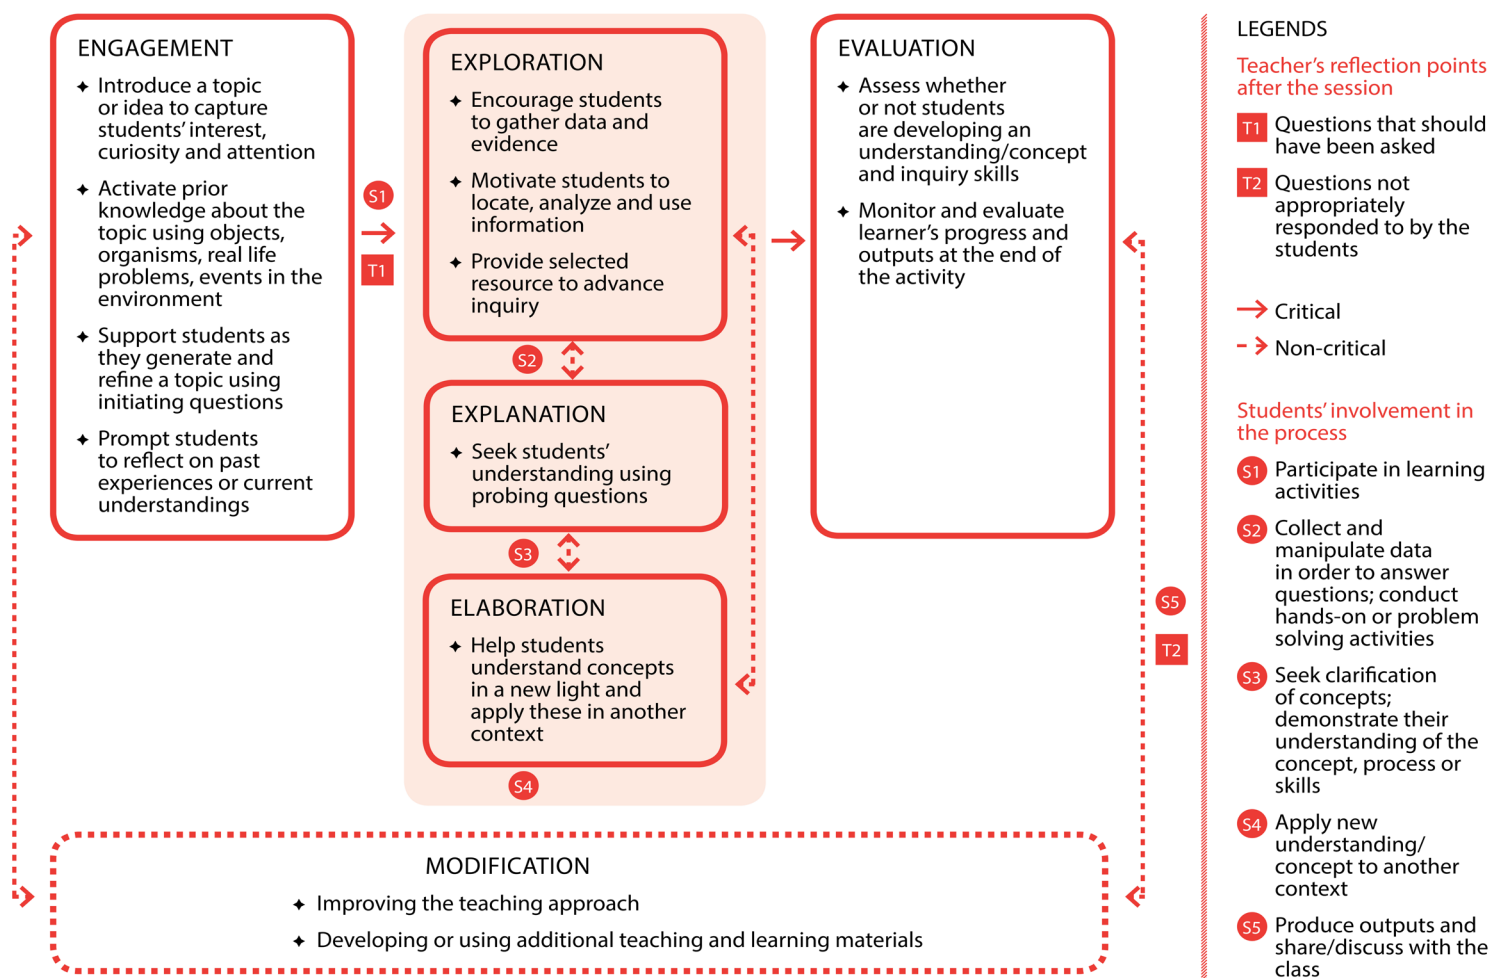 ENGAGEMENT
✦ Introduce a topic
or idea to capture
students’ interest,
curiosity and attention
✦ Activate prior
knowledge about the
topic using objects,
organisms, real life
problems, events in the
environment
✦ Support students as
they generate and
refine a topic using
initiating questions
✦ Prompt students
to reflect on past
experiences or current
understandings
S1
T1
EXPLORATION
✦ Encourage students
to gather data and
evidence
✦ Motivate students to
locate, analyze and use
information
✦ Provide selected
resource to advance
inquiry
S2
EXPLANATION
✦ Seek students’
understanding using
probing questions
S3
ELABORATION
✦ Help students
understand concepts
in a new light and
apply these in another
context
S4
EVALUATION
✦ Assess whether
or not students
are developing an
understanding/concept
and inquiry skills
✦ Monitor and evaluate
learner’s progress and
outputs at the end of
the activity
S5
T2
MODIFICATION
✦ Improving the teaching approach
✦ Developing or using additional teaching and learning materials
LEGENDS
Teacher’s reflection points
after the session
T1 Questions that should
have been asked
T2 Questions not
appropriately
responded to by the
students
Critical
Non-critical
Students’ involvement in
the process
S1 Participate in learning
activities
S2 Collect and
manipulate data
in order to answer
questions; conduct
hands-on or problem
solving activities
S3 Seek clarification
of concepts;
demonstrate their
understanding of the
concept, process or
skills
S4 Apply new
understanding/
concept to another
context
S5 Produce outputs and
share/discuss with the
class